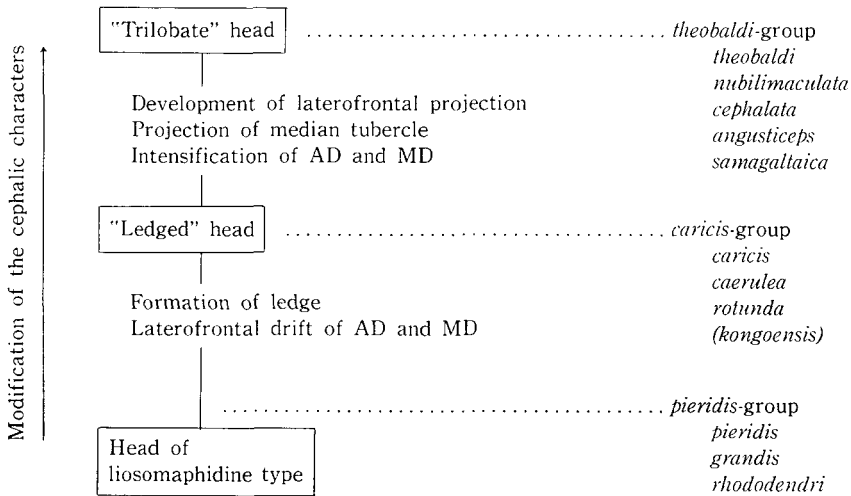 "Trilobate" head ........................................ theobaldi-group
theobaldi
nubilimaculata
cephalata
angusticeps
samagaltaica
Development of laterofrontal projection
Projection of median tubercle
Intensification of AD and MD
"Ledged" head ........................................ caricis-group
caricis
caerulea
rotunda
(kongoensis)
Formation of ledge
Laterofrontal drift of AD and MD
........................................ pieridis-group
pieridis
grandis
rhododendri
Head of
liosomaphidine type
Modification of the cephalic characters